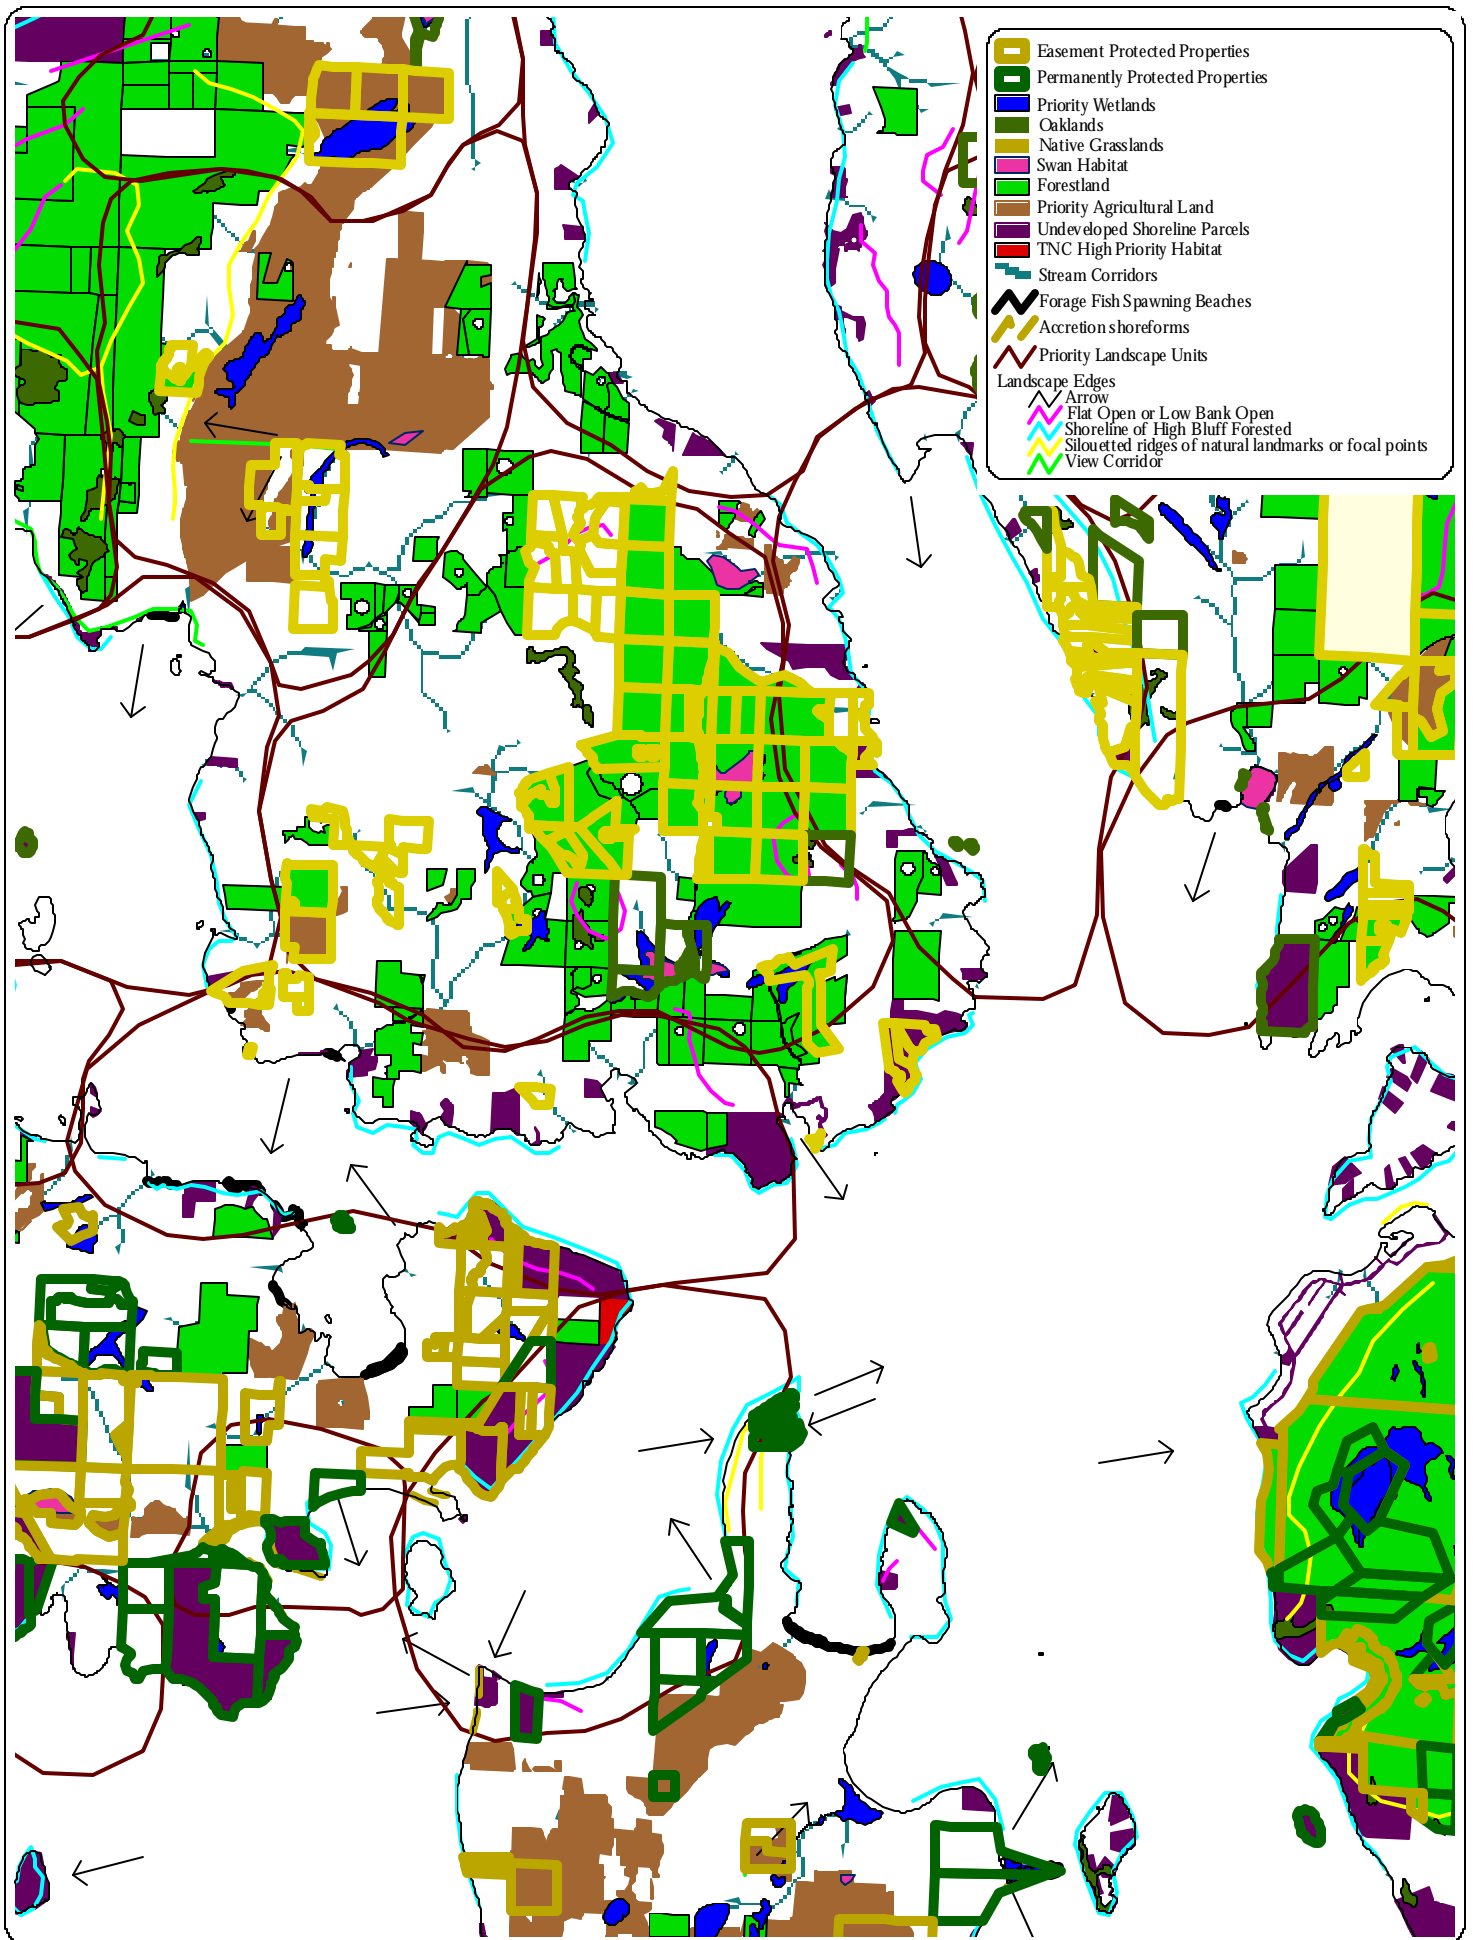 Easement Protected Properties
Permanently Protected Properties
Priority Wetlands
Oaklands
Native Grasslands
Swan Habitat
Forestland
Priority Agricultural Land
Undeveloped Shoreline Parcels
TNC High Priority Habitat
Stream Corridors
Forage Fish Spawning Beaches
Accretion shoreforms
Priority Landscape Units
Landscape Edges
Arrow
Flat Open or Low Bank Open
Shoreline of High Bluff Forested
Silouetted ridges of natural landmarks or focal points
View Corridor